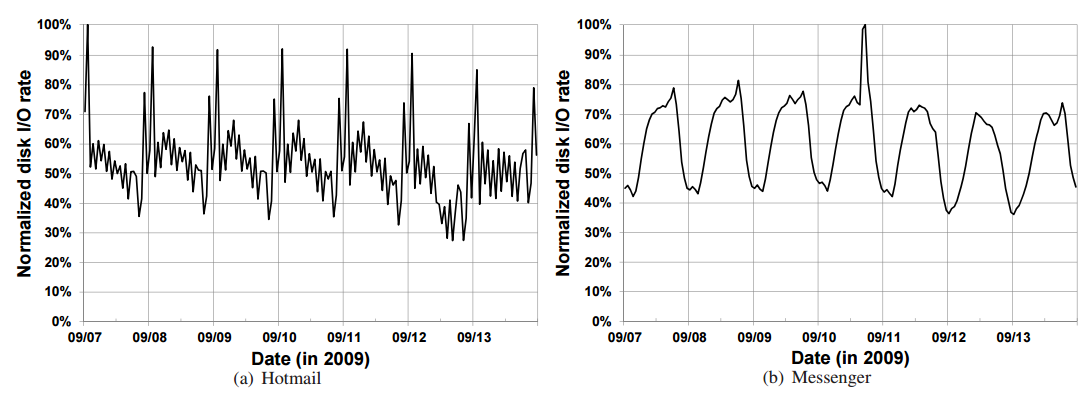 Normalized disk I/O rate
100%
90%
80%
70%
60%
50%
40%
30%
20%
10%
0%
09/07 09/08 09/09 09/10 09/11 09/12 09/13
Date (in 2009)
(a) Hotmail
Normalized disk I/O rate
100%
90%
80%
70%
60%
50%
40%
30%
20%
10%
0%
09/07 09/08 09/09 09/10 09/11 09/12 09/13
Date (in 2009)
(b) Messenger